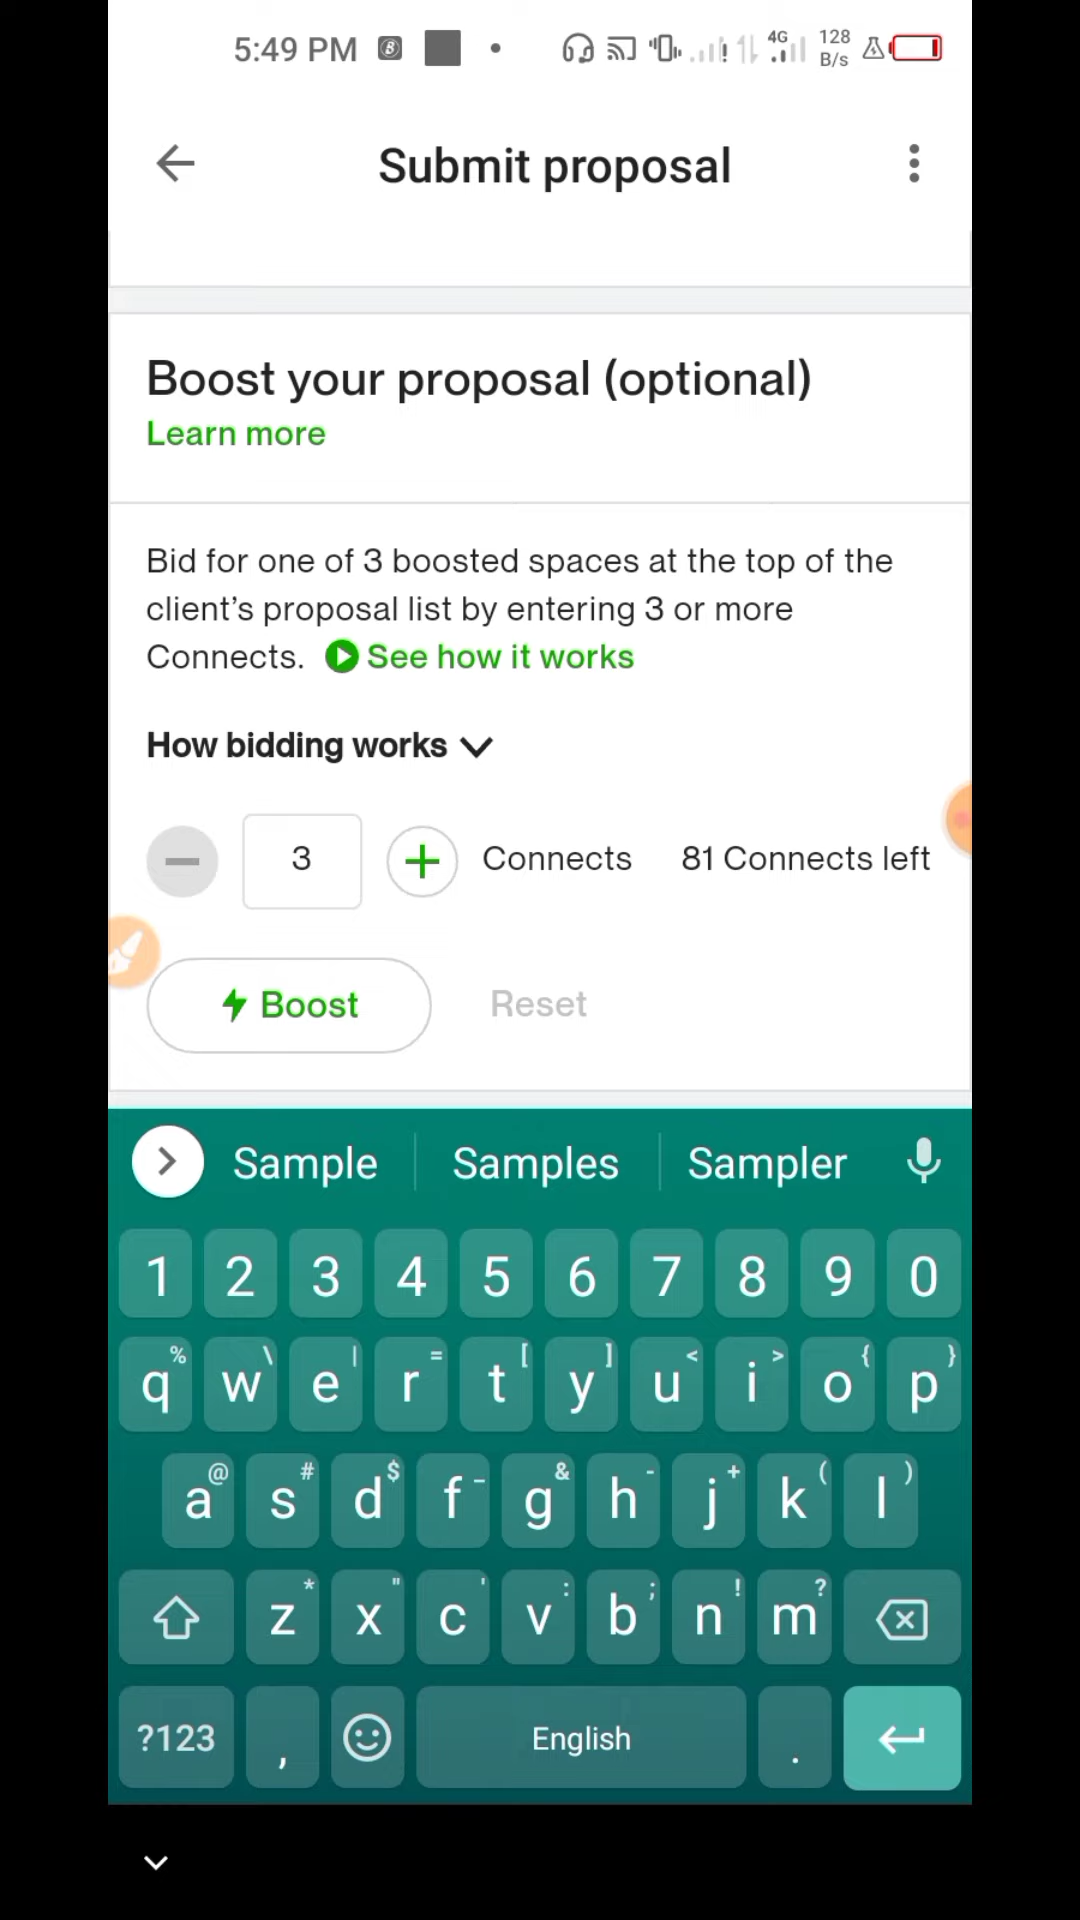 5:49 PM 4G 128 B/s
Submit proposal
Boost your proposal (optional)
Learn more
Bid for one of 3 boosted spaces at the top of the
client’s proposal list by entering 3 or more
Connects. See how it works
How bidding works
3 Connects 81 Connects left
Boost Reset
Sample Samples Sampler
1 2 3 4 5 6 7 8 9 0
% \ | = [ ] < > { }
q w e r t y u i o p
@ # $ _ & - + ( )
a s d f g h j k l
* " ' : ; ! ?
z x c v b n m
?123 , English .